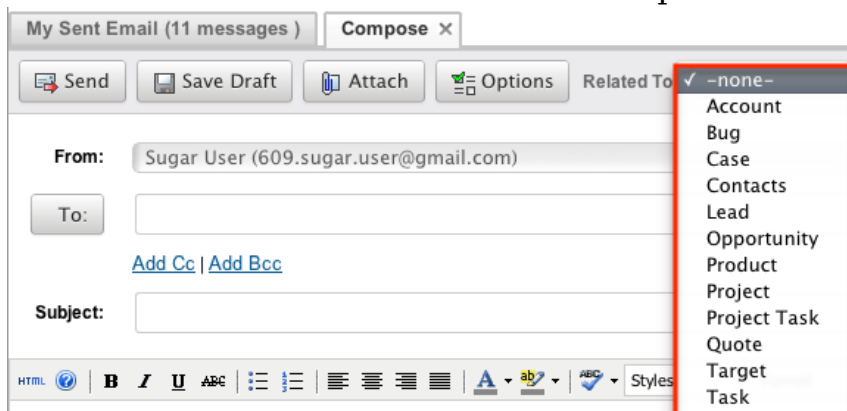 My Sent Email (11 messages )
Compose ×
Send
Save Draft
Attach
Options
Related To
✓ -none-
Account
Bug
Case
Contacts
Lead
Opportunity
Product
Project
Project Task
Quote
Target
Task
From:
Sugar User (609.sugar.user@gmail.com)
To:
Add Cc | Add Bcc
Subject:
HTML ? B I U ABC A ab ABC Styles